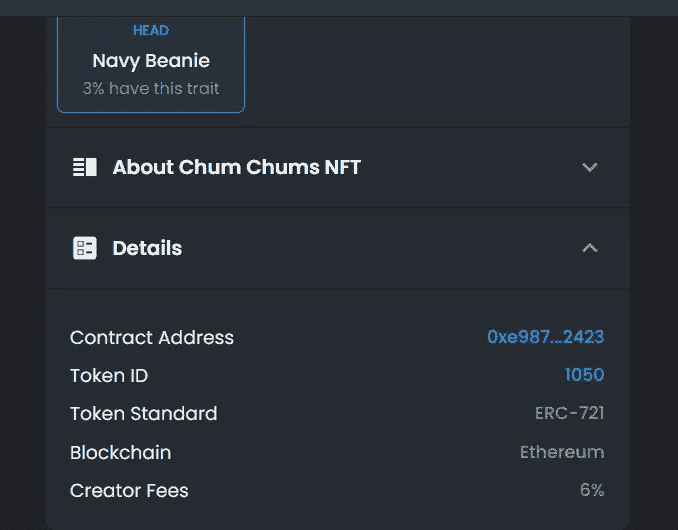 HEAD
Navy Beanie
3% have this trait
About Chum Chums NFT
Details
Contract Address 0xe987...2423
Token ID 1050
Token Standard ERC-721
Blockchain Ethereum
Creator Fees 6%